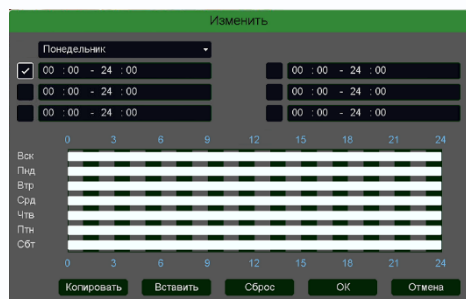 Изменить
Понедельник
00 : 00 - 24 : 00 00 : 00 - 24 : 00
00 : 00 - 24 : 00 00 : 00 - 24 : 00
00 : 00 - 24 : 00 00 : 00 - 24 : 00
0 3 6 9 12 15 18 21 24
Вск
Пнд
Втр
Срд
Чтв
Птн
Сбт
0 3 6 9 12 15 18 21 24
Копировать Вставить Сброс ОК Отмена